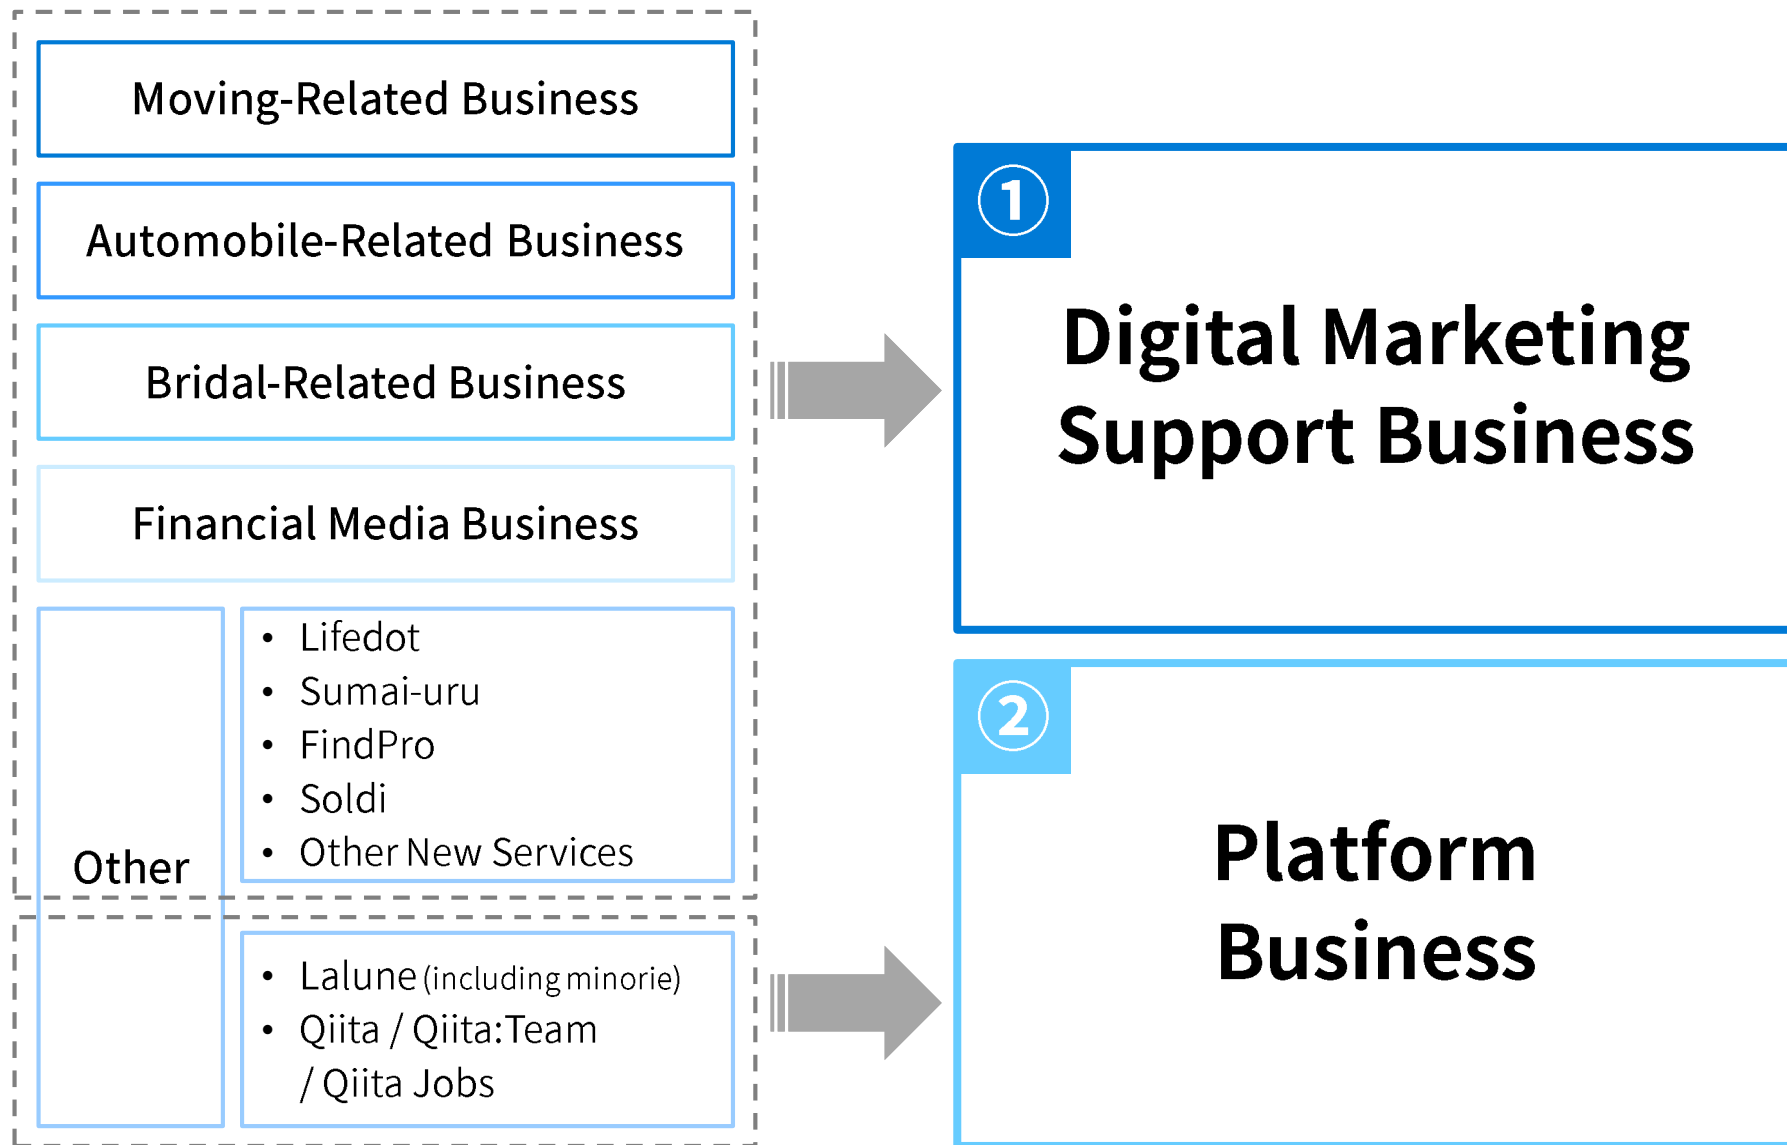 Moving-Related Business
Automobile-Related Business
Bridal-Related Business
Financial Media Business
Other
• Lifedot
• Sumai-uru
• FindPro
• Soldi
• Other New Services
• Lalune (including minorie)
• Qiita / Qiita:Team
/ Qiita Jobs
①
Digital Marketing
Support Business
②
Platform
Business